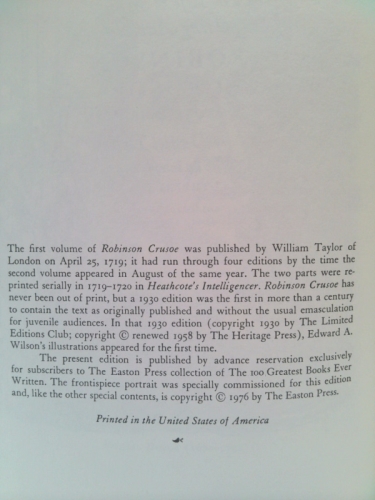 The first volume of Robinson Crusoe was published by William Taylor of
London on April 25, 1719; it had run through four editions by the time the
second volume appeared in August of the same year. The two parts were re-
printed serially in 1719–1720 in Heathcote's Intelligencer. Robinson Crusoe has
never been out of print, but a 1930 edition was the first in more than a century
to contain the text as originally published and without the usual emasculation
for juvenile audiences. In that 1930 edition (copyright 1930 by The Limited
Editions Club; copyright © renewed 1958 by The Heritage Press), Edward A.
Wilson's illustrations appeared for the first time.
The present edition is published by advance reservation exclusively
for subscribers to The Easton Press collection of The 100 Greatest Books Ever
Written. The frontispiece portrait was specially commissioned for this edition
and, like the other special contents, is copyright © 1976 by The Easton Press.
Printed in the United States of America